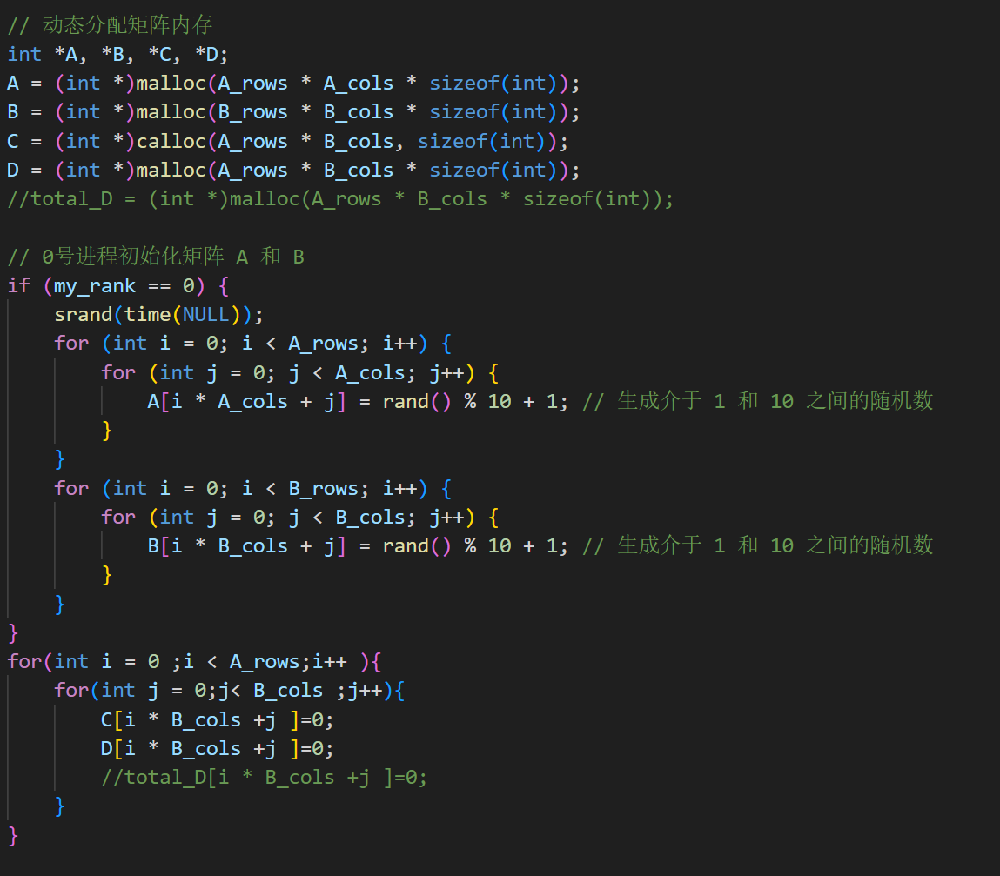 // 动态分配矩阵内存
int *A, *B, *C, *D;
A = (int *)malloc(A_rows * A_cols * sizeof(int));
B = (int *)malloc(B_rows * B_cols * sizeof(int));
C = (int *)calloc(A_rows * B_cols, sizeof(int));
D = (int *)malloc(A_rows * B_cols * sizeof(int));
//total_D = (int *)malloc(A_rows * B_cols * sizeof(int));
// 0号进程初始化矩阵 A 和 B
if (my_rank == 0) {
    srand(time(NULL));
    for (int i = 0; i < A_rows; i++) {
        for (int j = 0; j < A_cols; j++) {
            A[i * A_cols + j] = rand() % 10 + 1; // 生成介于 1 和 10 之间的随机数
        }
    }
    for (int i = 0; i < B_rows; i++) {
        for (int j = 0; j < B_cols; j++) {
            B[i * B_cols + j] = rand() % 10 + 1; // 生成介于 1 和 10 之间的随机数
        }
    }
}
for(int i = 0 ;i < A_rows;i++ ){
    for(int j = 0;j< B_cols ;j++){
        C[i * B_cols +j ]=0;
        D[i * B_cols +j ]=0;
        //total_D[i * B_cols +j ]=0;
    }
}